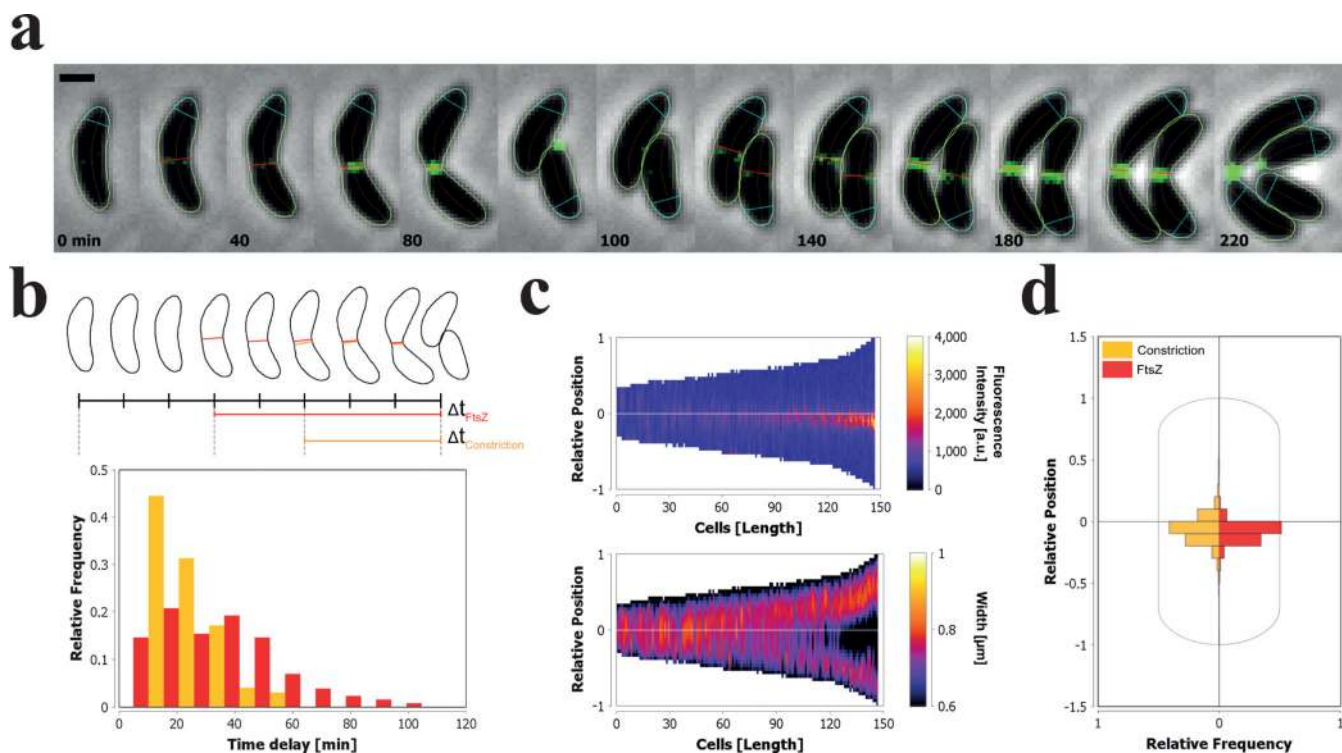 a
0 min 40 80 100 140 180 220
b
Δt FtsZ
Δt Constriction
Relative Frequency
0.5
0.4
0.3
0.2
0.1
0
0 20 40 60 80 100 120
Time delay [min]
c
Relative Position
1
0
-1
0 30 60 90 120 150
Cells [Length]
4,000
3,000
2,000
1,000
0
Fluorescence
Intensity [a.u.]
Relative Position
1
0
-1
0 30 60 90 120 150
Cells [Length]
1
0.8
0.6
Width [µm]
d
Constriction
FtsZ
Relative Position
1.5
1
0.5
0
-0.5
-1
-1.5
1 0 1
Relative Frequency